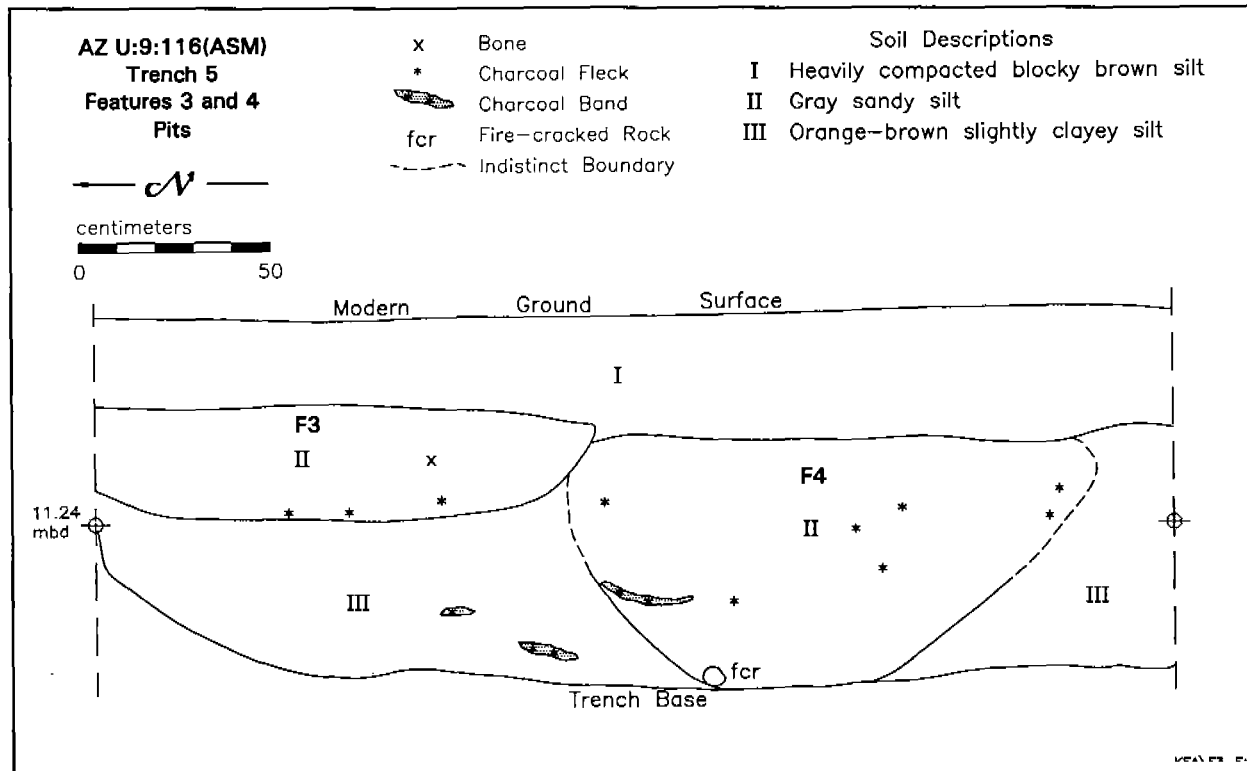 AZ U:9:116(ASM)
Trench 5
Features 3 and 4
Pits
N
centimeters
0 50
x Bone
* Charcoal Fleck
Charcoal Band
fcr Fire-cracked Rock
Indistinct Boundary
Soil Descriptions
I Heavily compacted blocky brown silt
II Gray sandy silt
III Orange-brown slightly clayey silt
Modern Ground Surface
I
F3
II
x
F4
II
11.24
mbd
III
III
fcr
Trench Base